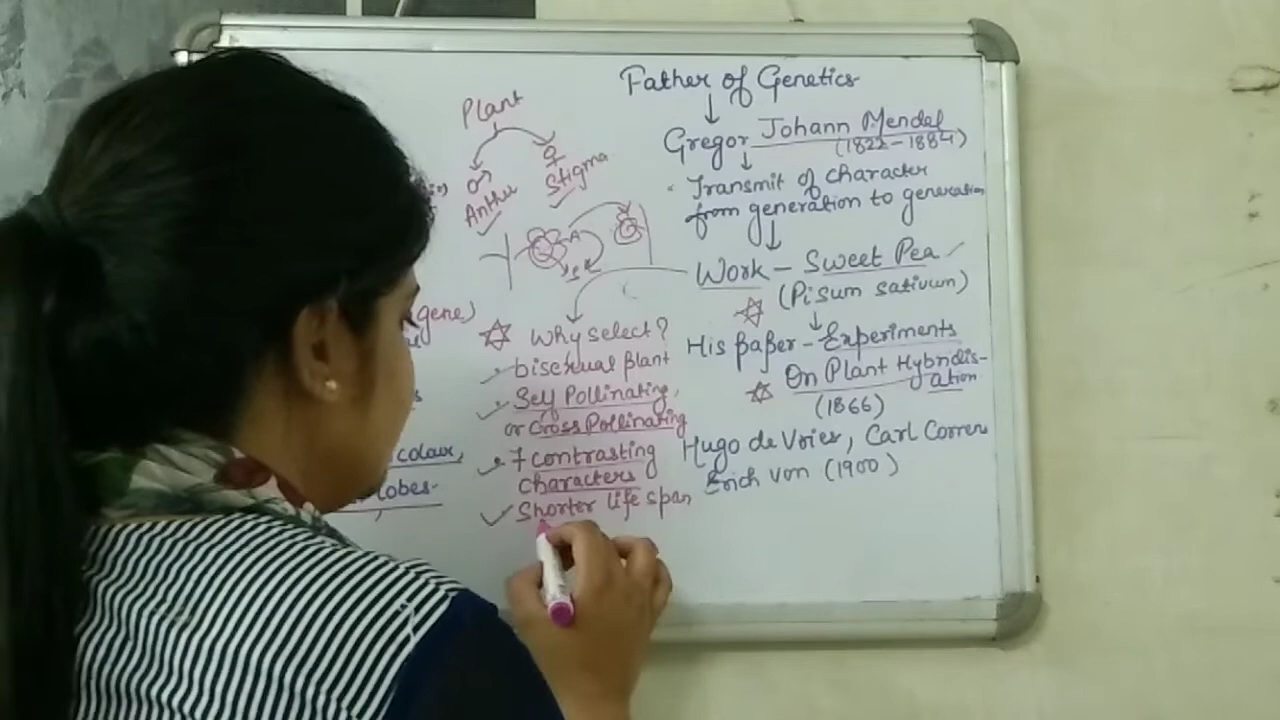 Father of Genetics
Gregor Johann Mendel
(1822-1884)
Transmit of character
from generation to generation
Work - Sweet Pea
(Pisum sativum)
His paper - Experiments
On Plant Hybridis-
ation
(1866)
Hugo de Vries, Carl Correns
Erich von (1900)
Plant
♂
Anther
♀
Stigma
A
Why select?
bisexual plant
Self Pollinating,
or Cross Pollinating
7 contrasting
characters
Shorter life span
gene)
colour,
lobes-